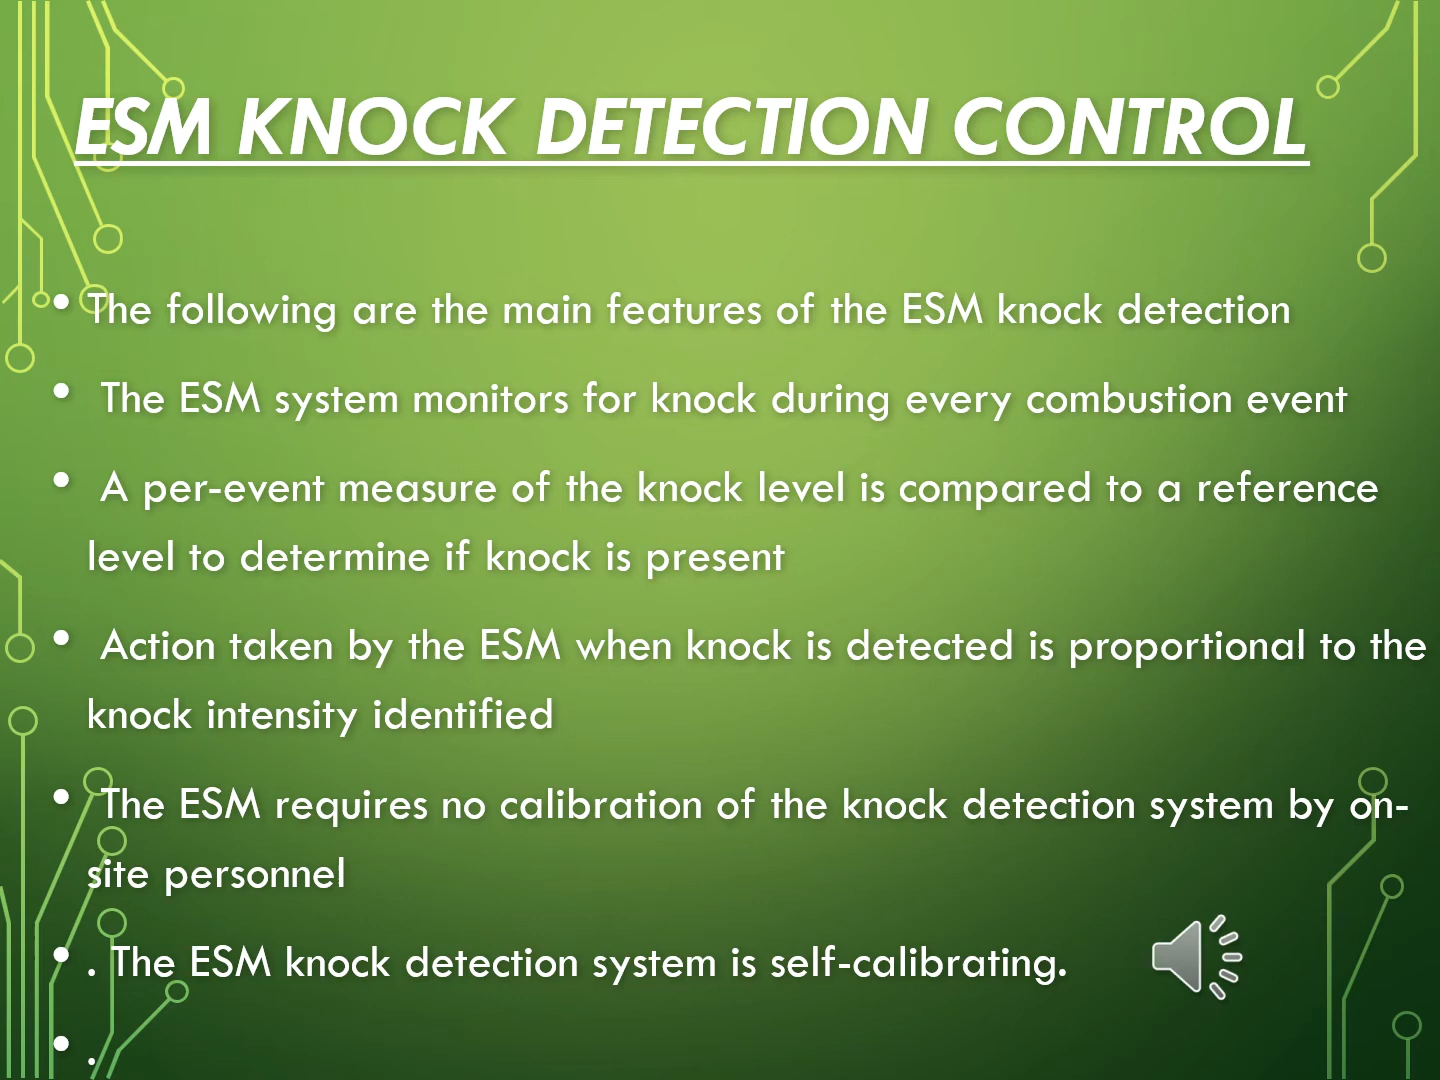 ESM KNOCK DETECTION CONTROL
• The following are the main features of the ESM knock detection
• The ESM system monitors for knock during every combustion event
• A per-event measure of the knock level is compared to a reference
level to determine if knock is present
• Action taken by the ESM when knock is detected is proportional to the
knock intensity identified
• The ESM requires no calibration of the knock detection system by on-
site personnel
• . The ESM knock detection system is self-calibrating.
• .